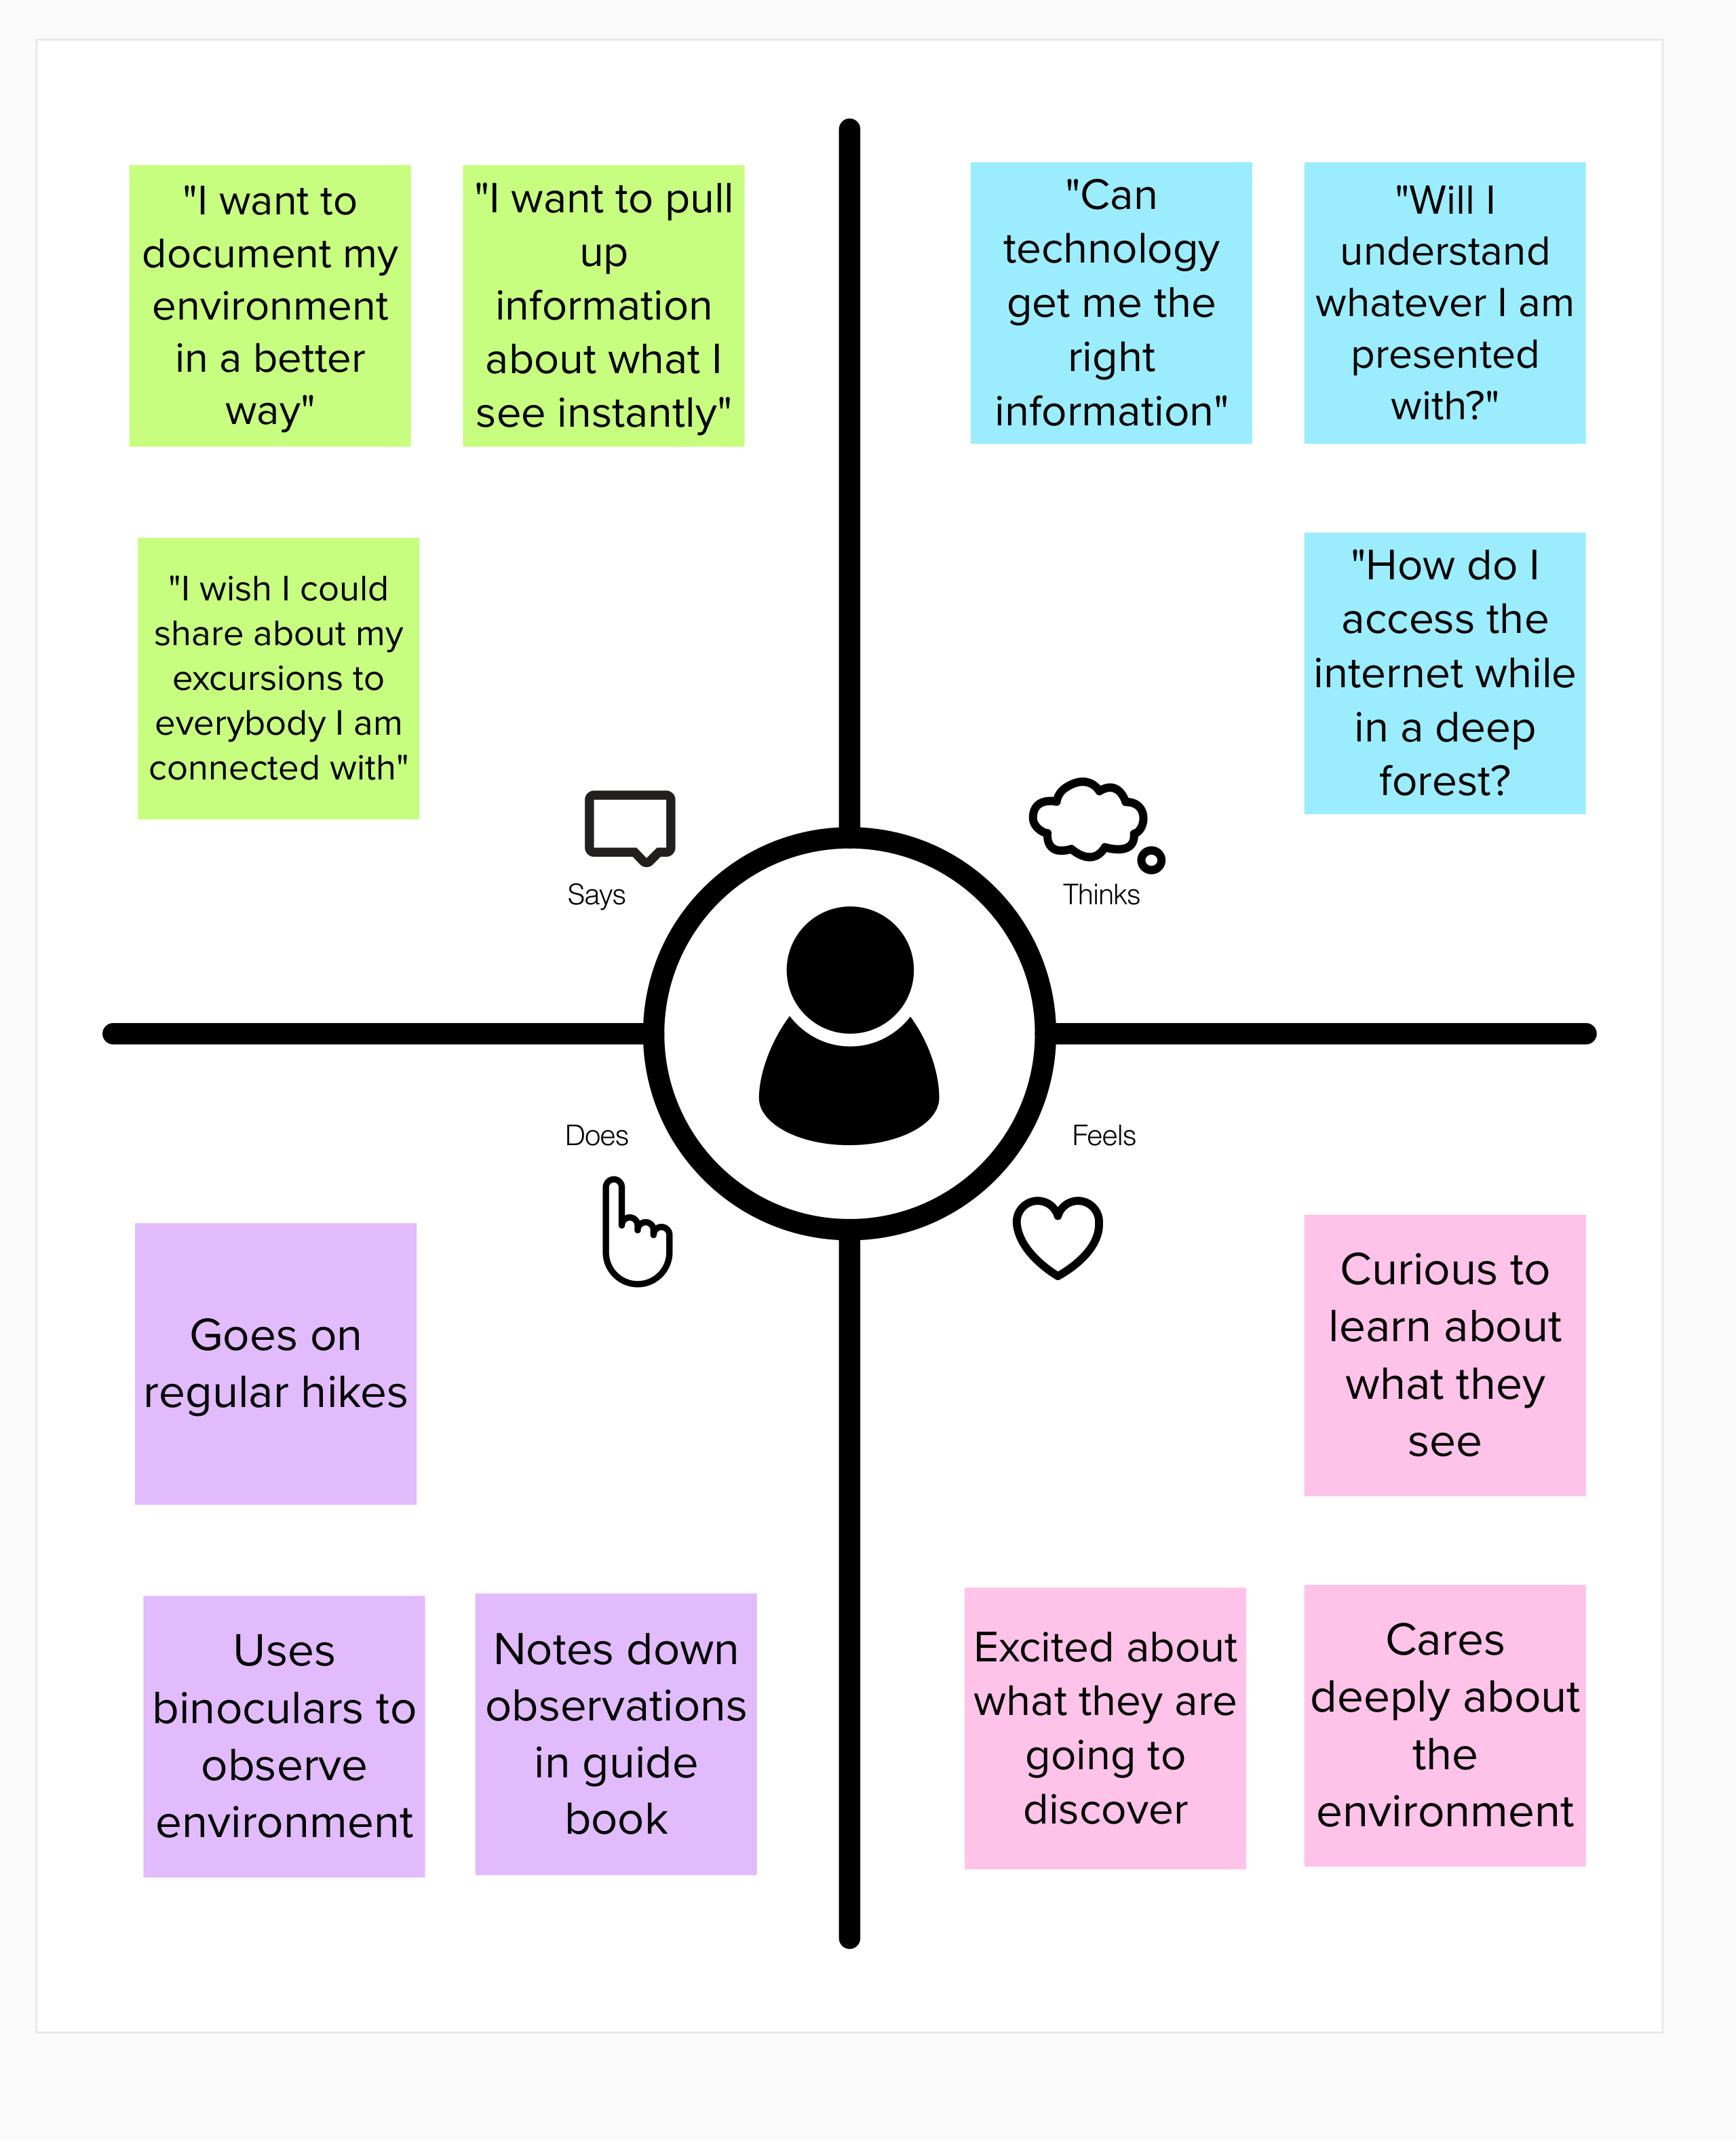 "I want to
document my
environment
in a better
way"
"I want to pull
up
information
about what I
see instantly"
"I wish I could
share about my
excursions to
everybody I am
connected with"
Says
"Can
technology
get me the
right
information"
"Will I
understand
whatever I am
presented
with?"
"How do I
access the
internet while
in a deep
forest?
Thinks
Does
Goes on
regular hikes
Uses
binoculars to
observe
environment
Notes down
observations
in guide
book
Feels
Curious to
learn about
what they
see
Excited about
what they are
going to
discover
Cares
deeply about
the
environment